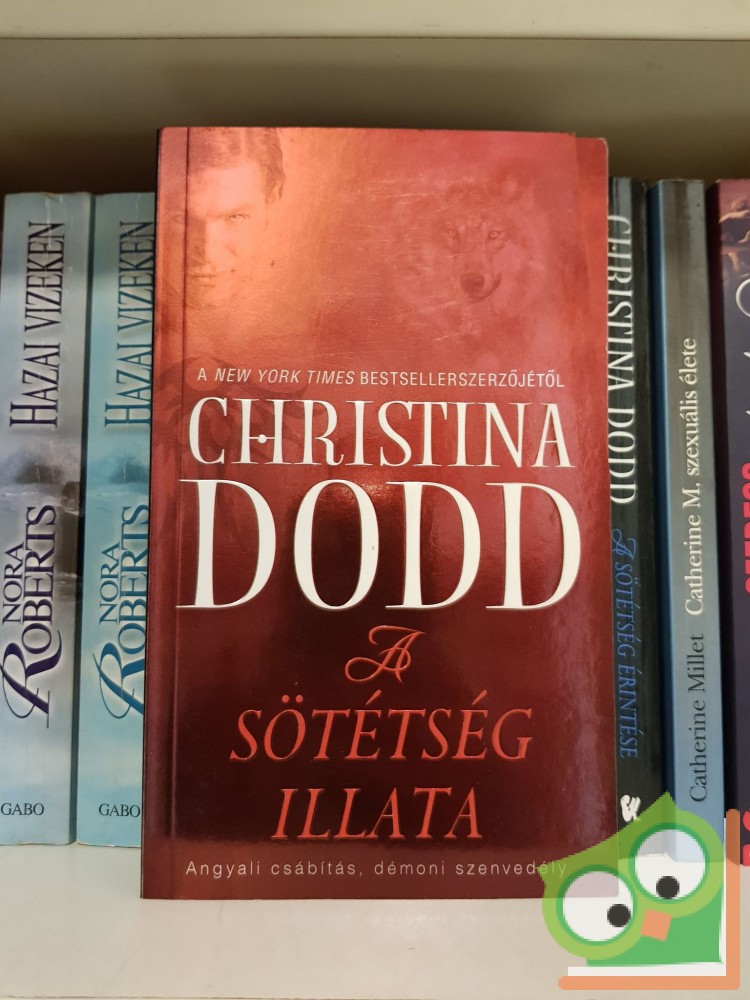 HAZAI VIZEKEN
NORA
ROBERTS
GABO
HAZAI VIZEKEN
NORA
ROBERTS
GABO
A NEW YORK TIMES BESTSELLERSZERZŐJÉTŐL
CHRISTINA
DODD
A
SÖTÉTSÉG
ILLATA
Angyali csábítás, démoni szenvedély
CHRISTINA DODD
A SÖTÉTSÉG ÉRINTÉSE
Catherine Millet
Catherine M. szexuális élete